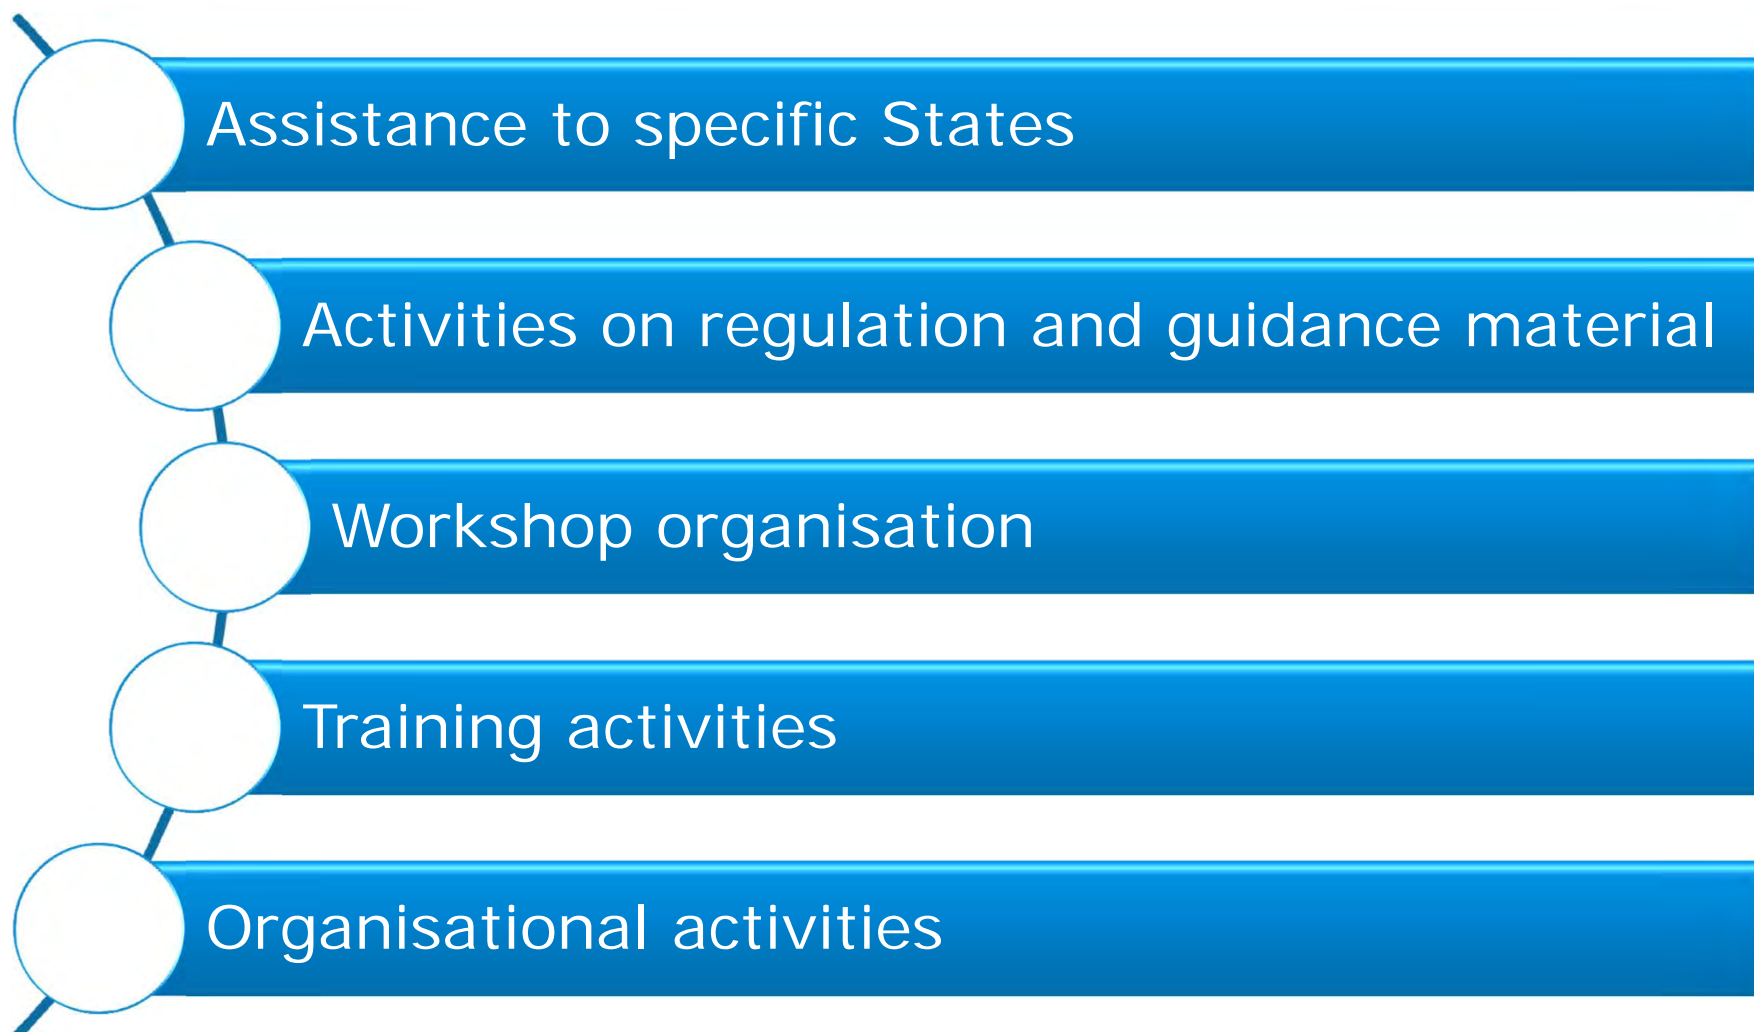 Assistance to specific States
Activities on regulation and guidance material
Workshop organisation
Training activities
Organisational activities